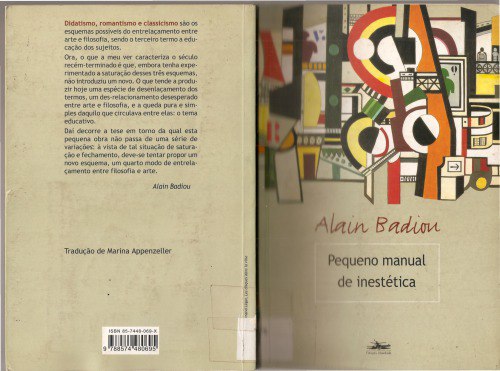 Didatismo, romantismo e classicismo são os
esquemas possíveis do entrelaçamento entre
arte e filosofia, sendo o terceiro termo a edu-
cação dos sujeitos.
Ora, o que a meu ver caracteriza o século
recém-terminado é que, embora tenha expe-
rimentado a saturação desses três esquemas,
não introduziu um novo. O que tende a produ-
zir hoje uma espécie de desenlaçamento dos
termos, um des-relacionamento desesperado
entre arte e filosofia, e a queda pura e sim-
ples daquilo que circulava entre elas: o tema
educativo.
Daí decorre a tese em torno da qual esta
pequena obra não passa de uma série de
variações: à vista de tal situação de satura-
ção e fechamento, deve-se tentar propor um
novo esquema, um quarto modo de entrela-
çamento entre filosofia e arte.
Alain Badiou
Tradução de Marina Appenzeller
ISBN 85-7448-069-X
9 788574 480695
Alain Badiou
Pequeno manual
de inestética
Estação Liberdade